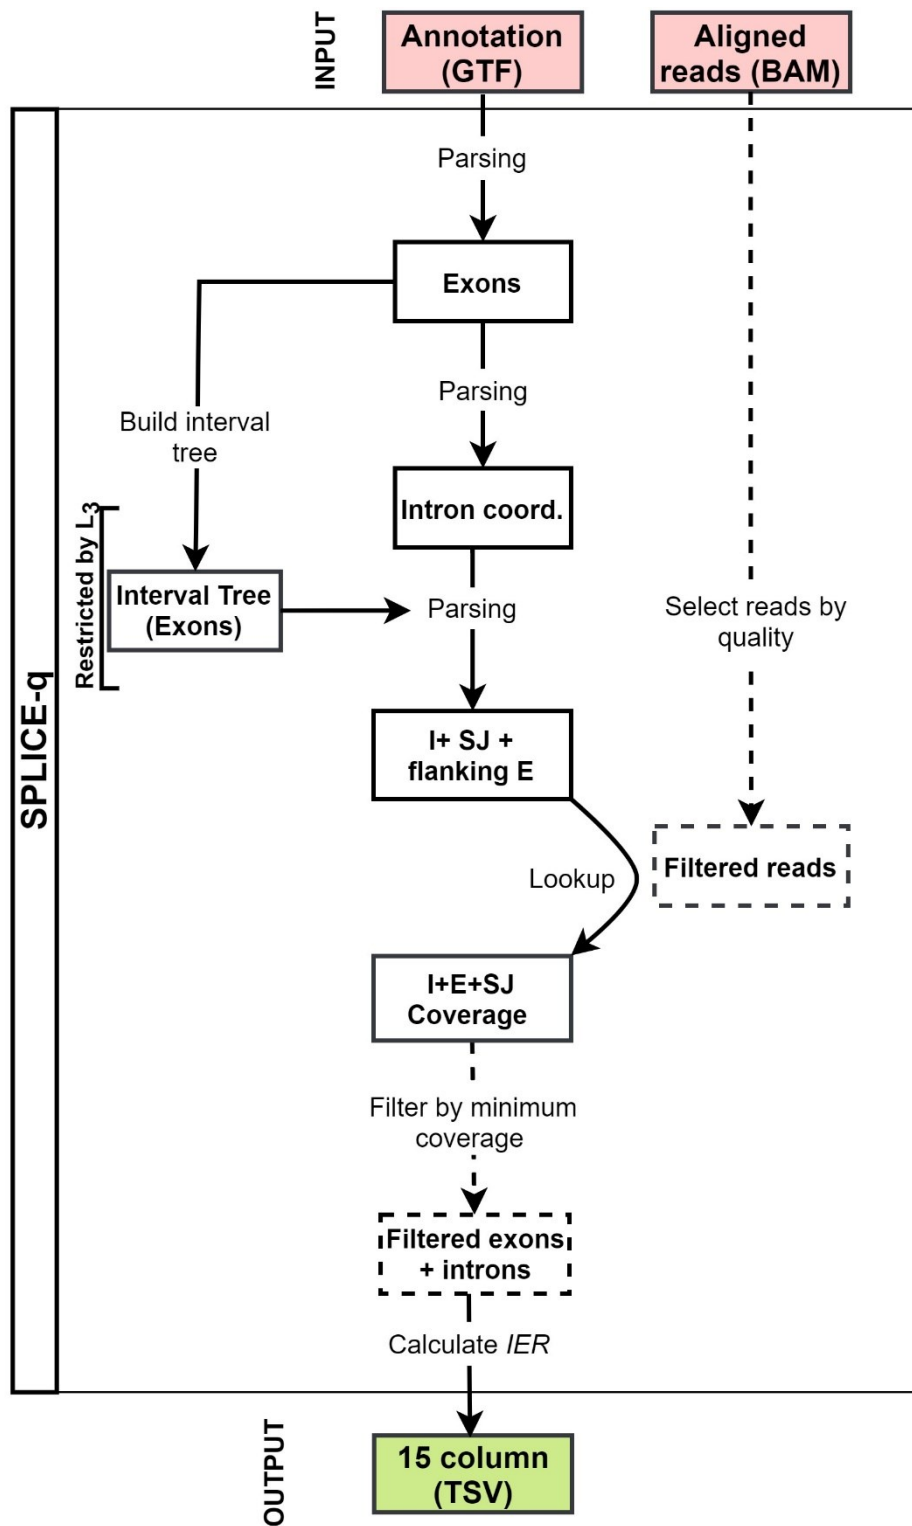 INPUT
Annotation
(GTF)
Aligned
reads (BAM)
Parsing
Exons
Parsing
Build interval
tree
Intron coord.
Restricted by L3
Interval Tree
(Exons)
Parsing
Select reads by
quality
SPLICE-q
I+ SJ +
flanking E
Lookup
Filtered reads
I+E+SJ
Coverage
Filter by minimum
coverage
Filtered exons
+ introns
Calculate IER
OUTPUT
15 column
(TSV)